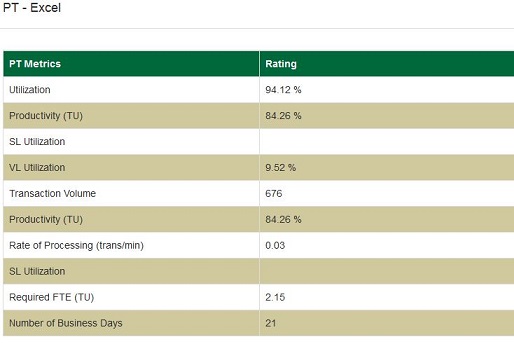 PT - Excel
PT Metrics Rating
Utilization 94.12 %
Productivity (TU) 84.26 %
SL Utilization
VL Utilization 9.52 %
Transaction Volume 676
Productivity (TU) 84.26 %
Rate of Processing (trans/min) 0.03
SL Utilization
Required FTE (TU) 2.15
Number of Business Days 21